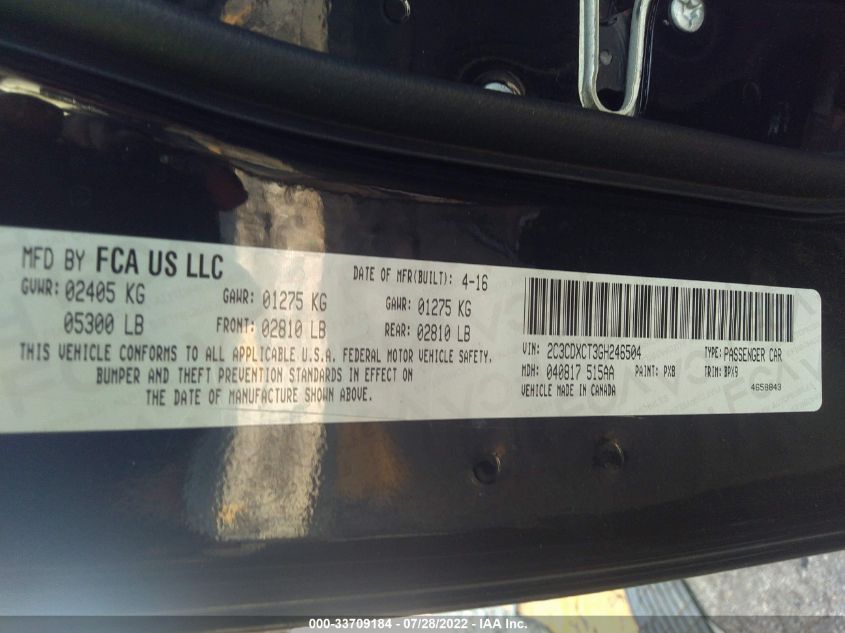 MFD BY FCA US LLC
DATE OF MFR(BUILT): 4-16
GVWR: 02405 KG GAWR: 01275 KG GAWR: 01275 KG
05300 LB FRONT: 02810 LB REAR: 02810 LB
THIS VEHICLE CONFORMS TO ALL APPLICABLE U.S.A. FEDERAL MOTOR VEHICLE SAFETY,
BUMPER AND THEFT PREVENTION STANDARDS IN EFFECT ON
THE DATE OF MANUFACTURE SHOWN ABOVE.
VIN: 2C3CDXCT3GH246504 TYPE: PASSENGER CAR
MDH: 040817 515AA PAINT: PX8 TRIM: BPX9
VEHICLE MADE IN CANADA 4659843
000-33709184 / 07/28/2022 / IAA Inc.